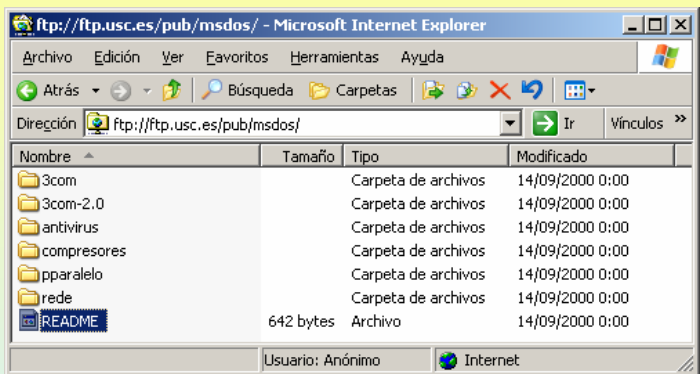 ftp://ftp.usc.es/pub/msdos/ - Microsoft Internet Explorer
Archivo Edición Ver Favoritos Herramientas Ayuda
Atrás Búsqueda Carpetas
Dirección ftp://ftp.usc.es/pub/msdos/ Ir Vínculos »
Nombre Tamaño Tipo Modificado
3com Carpeta de archivos 14/09/2000 0:00
3com-2.0 Carpeta de archivos 14/09/2000 0:00
antivirus Carpeta de archivos 14/09/2000 0:00
compresores Carpeta de archivos 14/09/2000 0:00
pparalelo Carpeta de archivos 14/09/2000 0:00
rede Carpeta de archivos 14/09/2000 0:00
README 642 bytes Archivo 14/09/2000 0:00
Usuario: Anónimo Internet